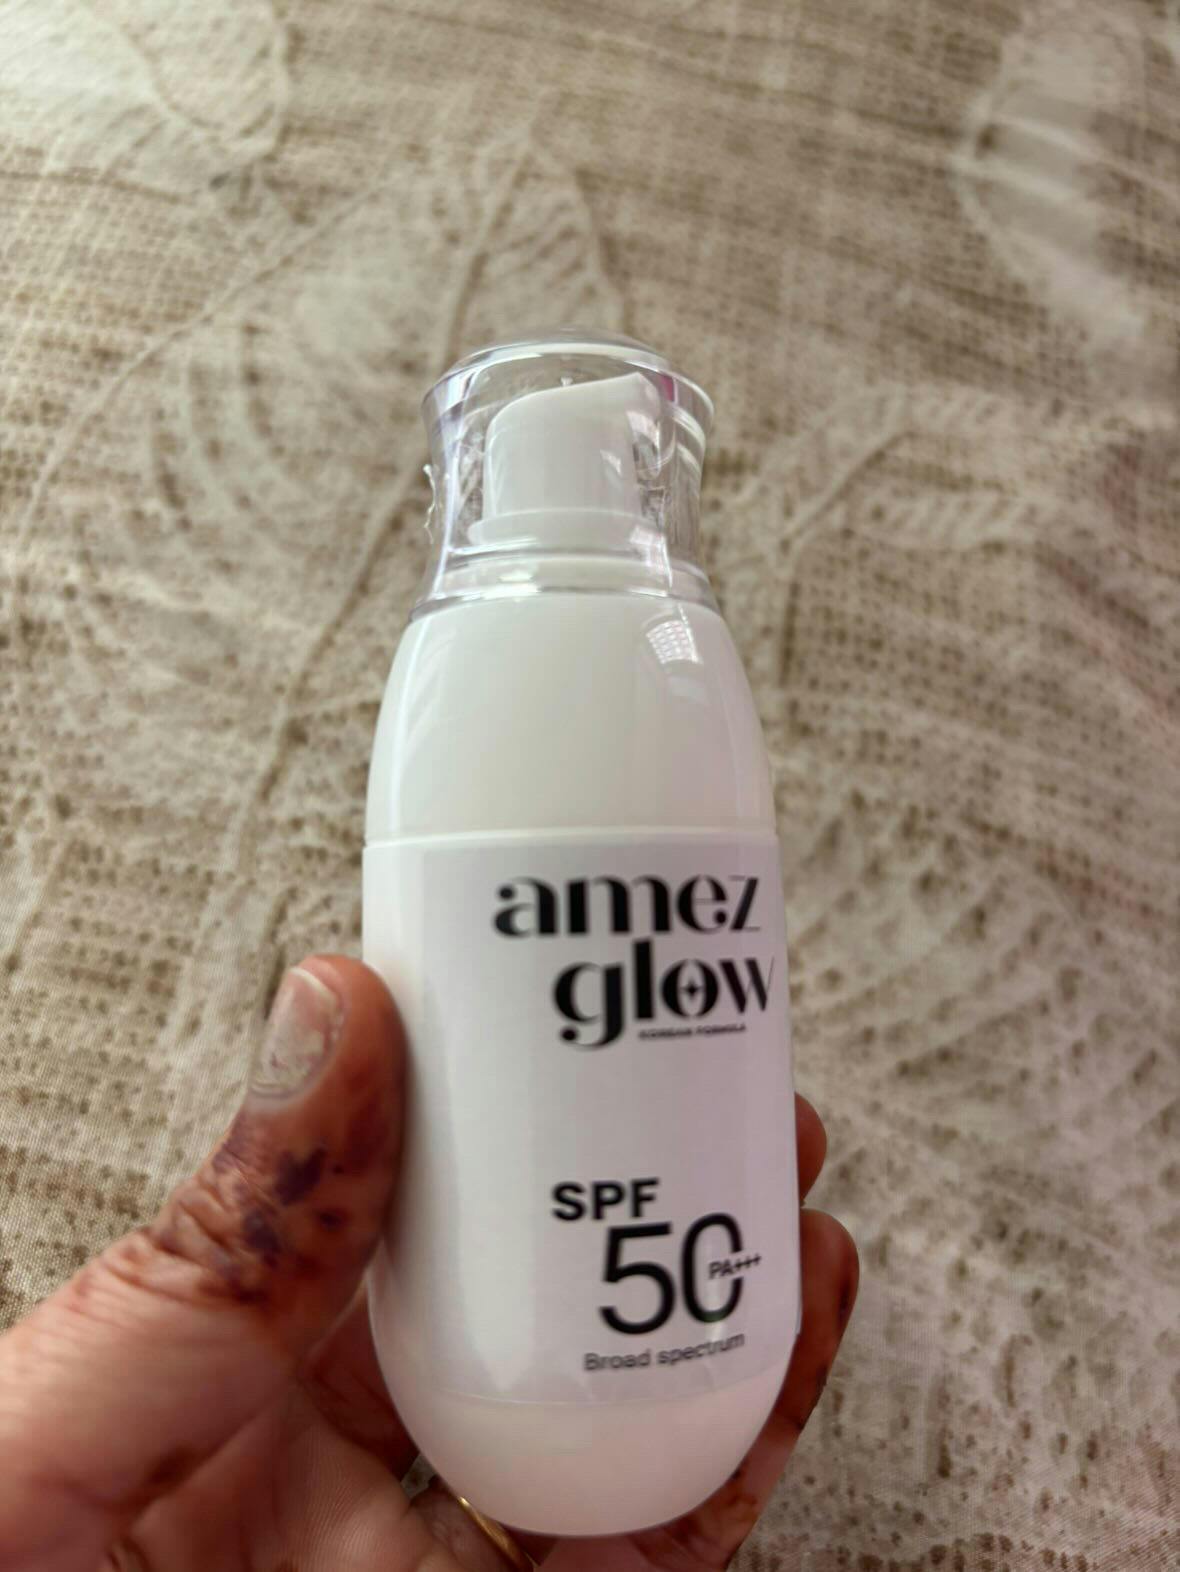 amez
glow
KOREAN FORMULA
SPF
50
PA+++
Broad spectrum